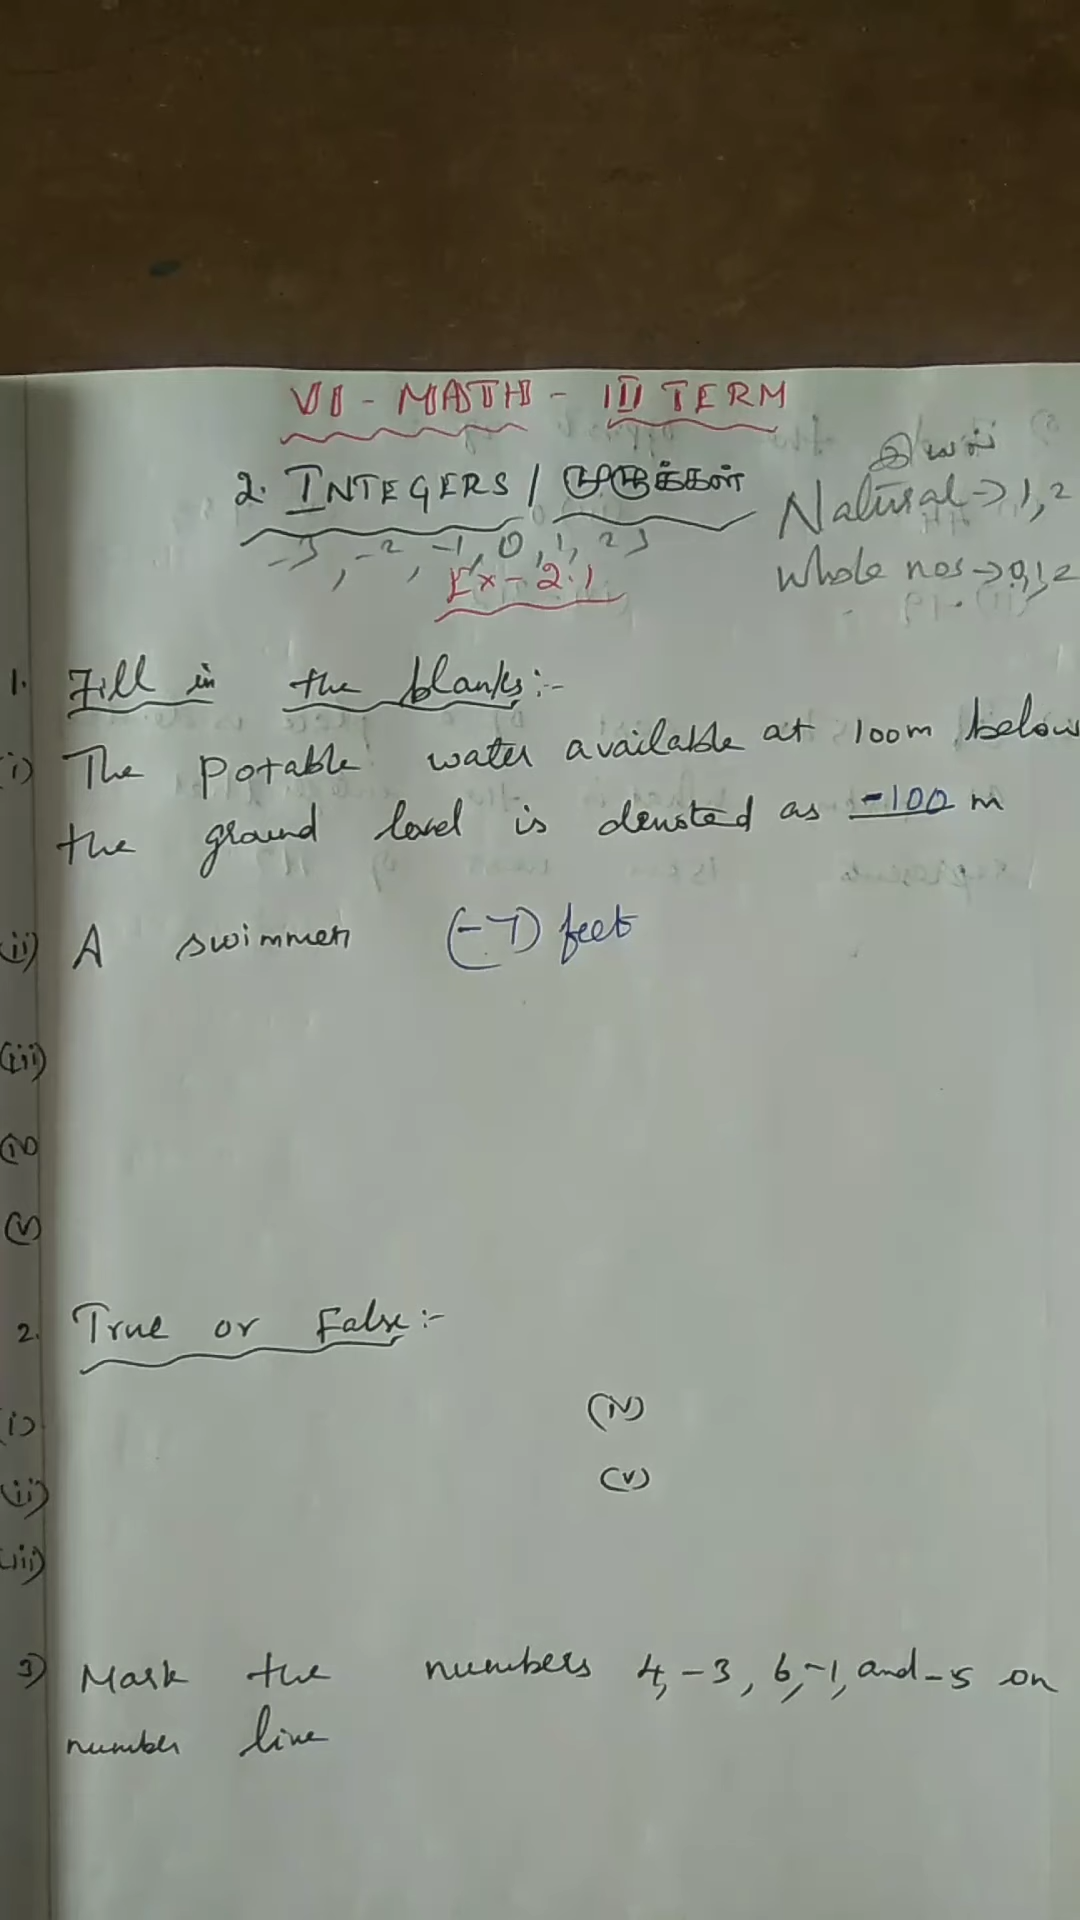 VI - MATH - III TERM
2. INTEGERS / முழுக்கள்
இயல்
Natural → 1, 2
-3, -2, -1, 0, 1, 2, 3
Whole nos → 0, 1, 2
Ex - 2.1
1. Fill in the blanks:-
(i) The potable water available at 100m below
the ground level is denoted as -100 m
(ii) A swimmer (-7) feet
(iii)
(iv)
(v)
2. True or False:-
(i)
(iv)
(ii)
(v)
(iii)
3) Mark the numbers 4, -3, 6, -1, and -5 on
number line